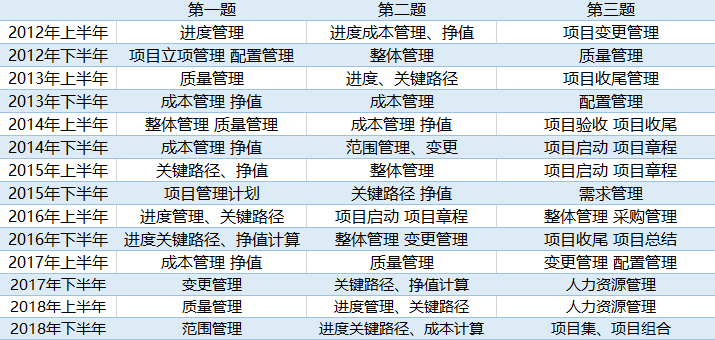 第一题 第二题 第三题
2012年上半年 进度管理 进度成本管理、挣值 项目变更管理
2012年下半年 项目立项管理 配置管理 整体管理 质量管理
2013年上半年 质量管理 进度、关键路径 项目收尾管理
2013年下半年 成本管理 挣值 成本管理 配置管理
2014年上半年 整体管理 质量管理 成本管理 挣值 项目验收 项目收尾
2014年下半年 成本管理 挣值 范围管理、变更 项目启动 项目章程
2015年上半年 关键路径、挣值 整体管理 项目启动 项目章程
2015年下半年 项目管理计划 关键路径 挣值 需求管理
2016年上半年 进度管理、关键路径 项目启动 项目章程 整体管理 采购管理
2016年下半年 进度关键路径、挣值计算 整体管理 变更管理 项目收尾 项目总结
2017年上半年 成本管理 挣值 质量管理 变更管理 配置管理
2017年下半年 变更管理 关键路径、挣值计算 人力资源管理
2018年上半年 质量管理 进度管理、关键路径 人力资源管理
2018年下半年 范围管理 进度关键路径、成本计算 项目集、项目组合